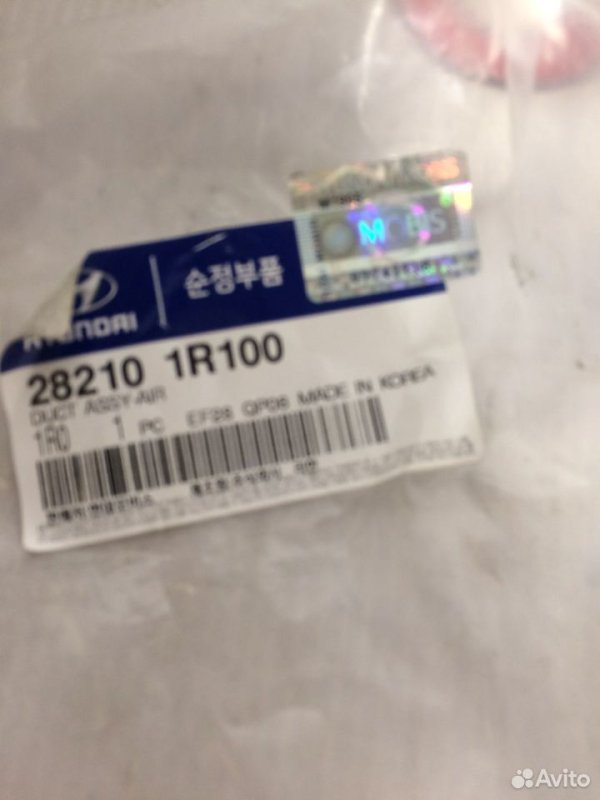 MOBIS
HYUNDAI
순정부품
28210 1R100
DUCT ASSY-AIR
1R0 1 PC EF28 QP08 MADE IN KOREA
Avito